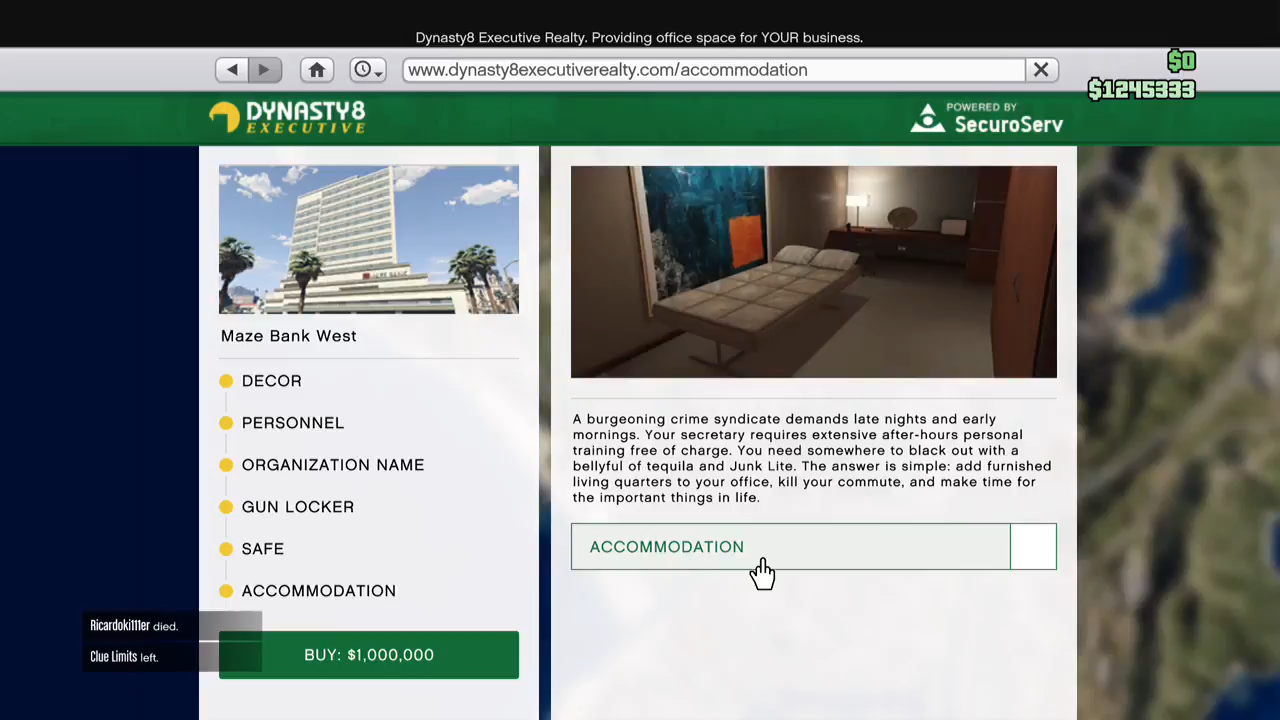 Dynasty8 Executive Realty. Providing office space for YOUR business.
www.dynasty8executiverealty.com/accommodation
$0
$1245333
DYNASTY8
EXECUTIVE
POWERED BY
SecuroServ
MAZE BANK
Maze Bank West
DECOR
PERSONNEL
ORGANIZATION NAME
GUN LOCKER
SAFE
ACCOMMODATION
Ricardoki111er died.
Clue Limits left.
BUY: $1,000,000
A burgeoning crime syndicate demands late nights and early
mornings. Your secretary requires extensive after-hours personal
training free of charge. You need somewhere to black out with a
bellyful of tequila and Junk Lite. The answer is simple: add furnished
living quarters to your office, kill your commute, and make time for
the important things in life.
ACCOMMODATION